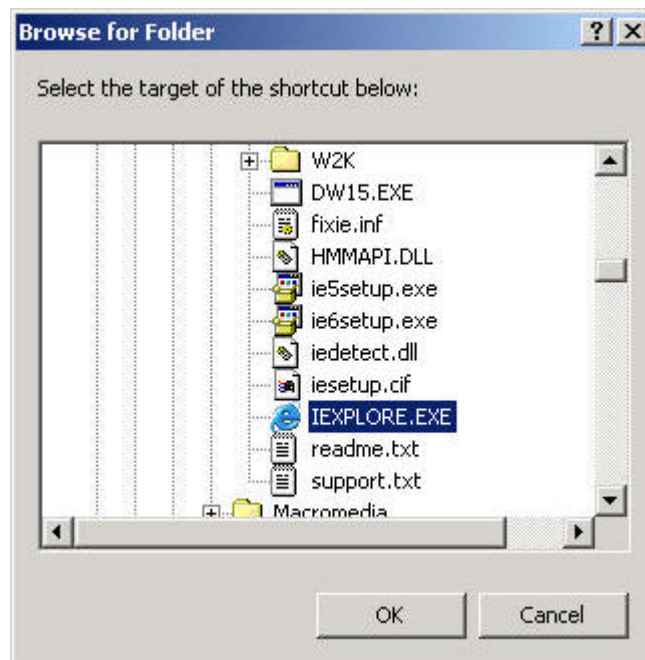 Browse for Folder
Select the target of the shortcut below:
W2K
DW15.EXE
fixie.inf
HMMAPI.DLL
ie5setup.exe
ie6setup.exe
iedetect.dll
iesetup.cif
IEXPLORE.EXE
readme.txt
support.txt
Macromedia
OK Cancel